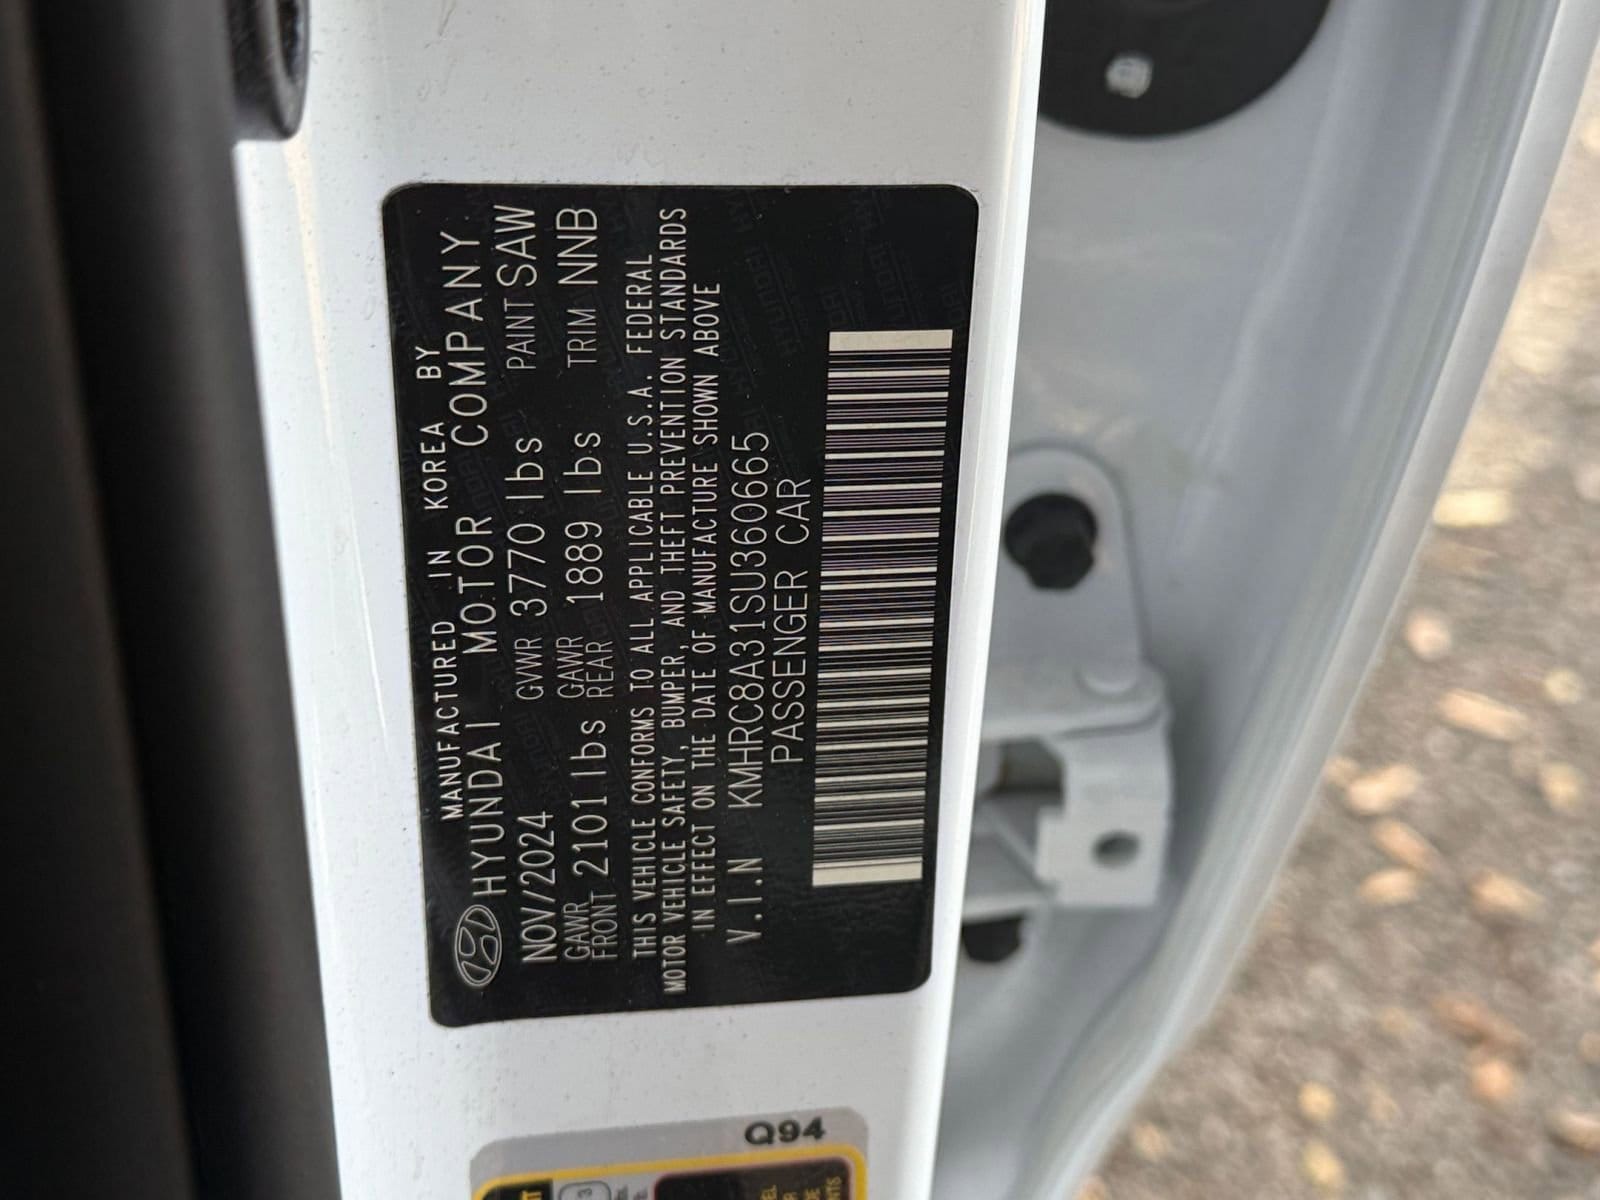 MANUFACTURED IN KOREA BY
HYUNDAI MOTOR COMPANY
NOV/2024 GVWR 3770 lbs PAINT SAW
GAWR FRONT 2101 lbs GAWR REAR 1889 lbs TRIM NNB
THIS VEHICLE CONFORMS TO ALL APPLICABLE U.S.A. FEDERAL
MOTOR VEHICLE SAFETY, BUMPER, AND THEFT PREVENTION STANDARDS
IN EFFECT ON THE DATE OF MANUFACTURE SHOWN ABOVE
V.I.N KMHRC8A31SU360665
PASSENGER CAR
Q94